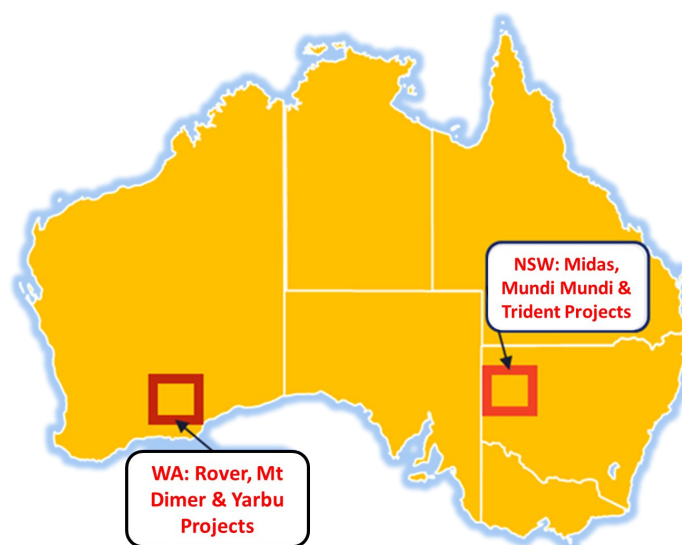 NSW: Midas,
Mundi Mundi &
Trident Projects
WA: Rover, Mt
Dimer & Yarbu
Projects